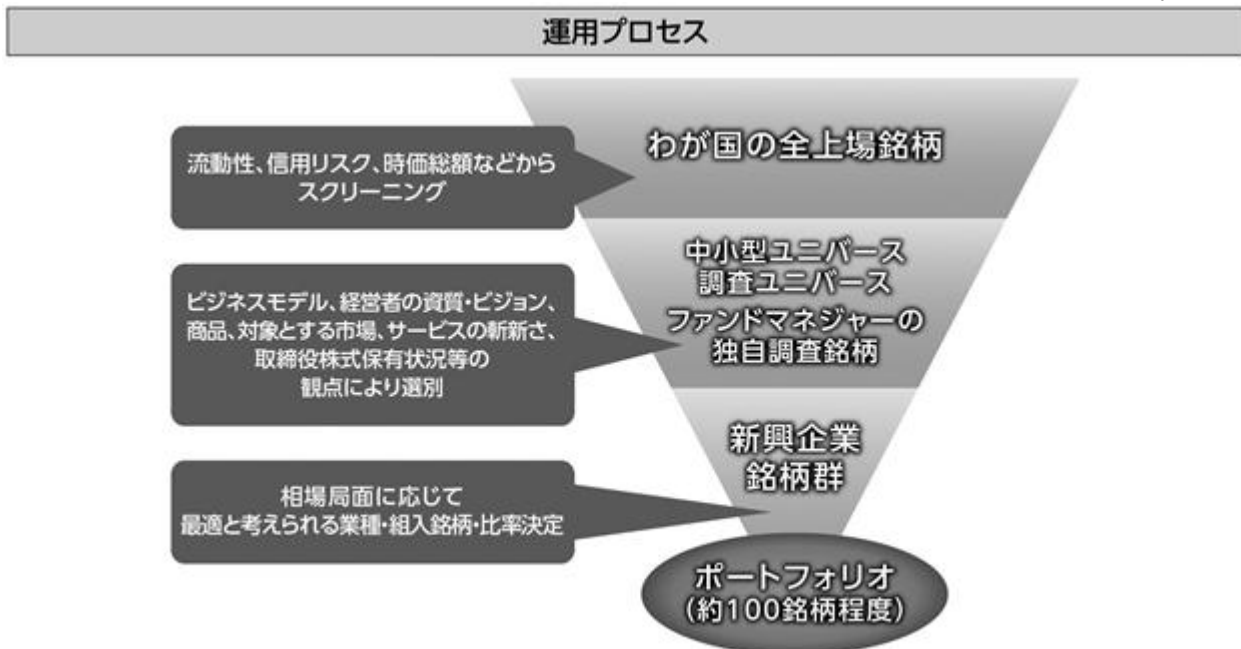 運用プロセス
わが国の全上場銘柄
流動性、信用リスク、時価総額などから
スクリーニング
中小型ユニバース
調査ユニバース
ファンドマネジャーの
独自調査銘柄
ビジネスモデル、経営者の資質・ビジョン、
商品、対象とする市場、サービスの斬新さ、
取締役株式保有状況等の
観点により選別
新興企業
銘柄群
相場局面に応じて
最適と考えられる業種・組入銘柄・比率決定
ポートフォリオ
(約100銘柄程度)